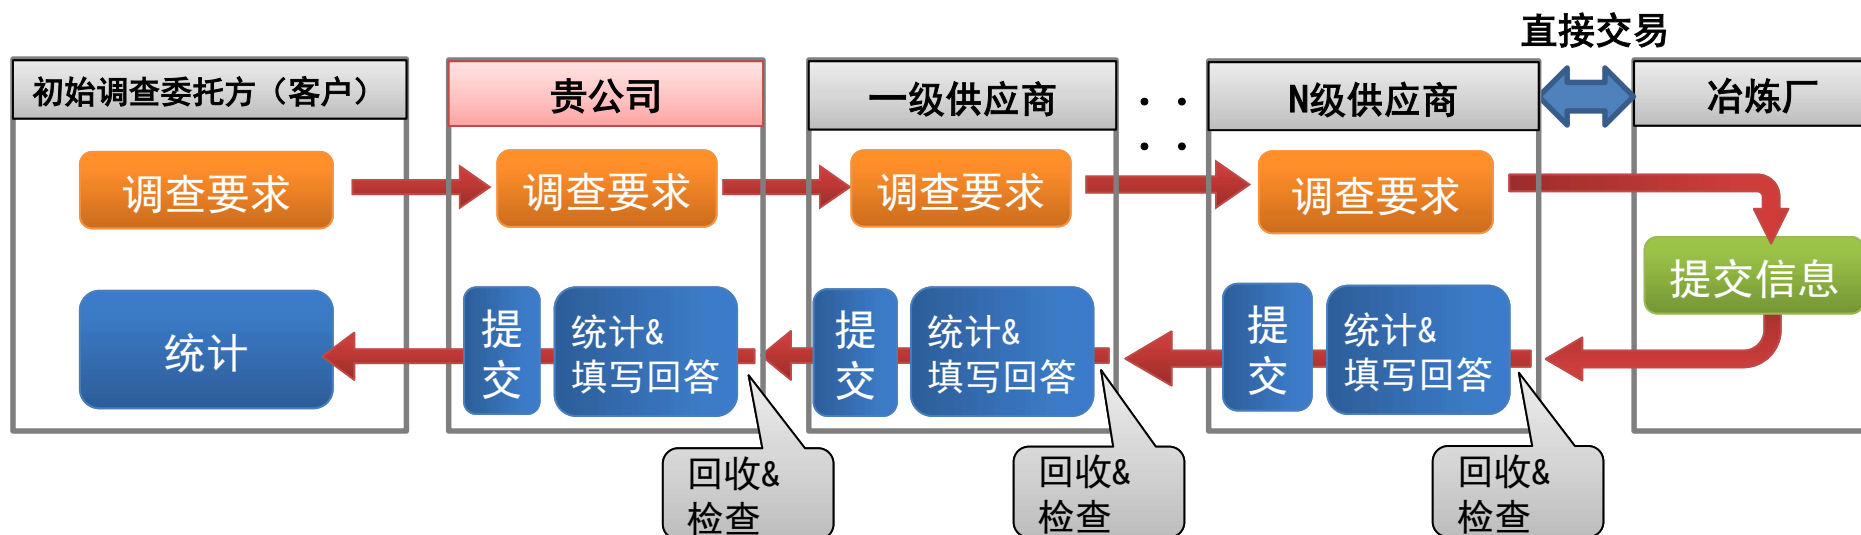 直接交易
初始调查委托方（客户）
贵公司
一级供应商
N级供应商
冶炼厂
调查要求
调查要求
调查要求
调查要求
提交信息
统计
提
交
统计&
填写回答
提
交
统计&
填写回答
提
交
统计&
填写回答
回收&
检查
回收&
检查
回收&
检查